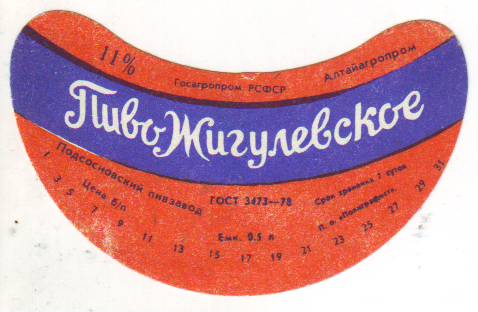 11%
Госагропром РСФСР
Алтайагропром
Пиво Жигулевское
Подсосновский пивзавод
ГОСТ 3473—78
Срок хранения 7 суток
Цена б/п
Емк. 0.5 л
П. о. «Полиграфист».
1 3 5 7 9 11 13 15 17 19 21 23 25 27 29 31